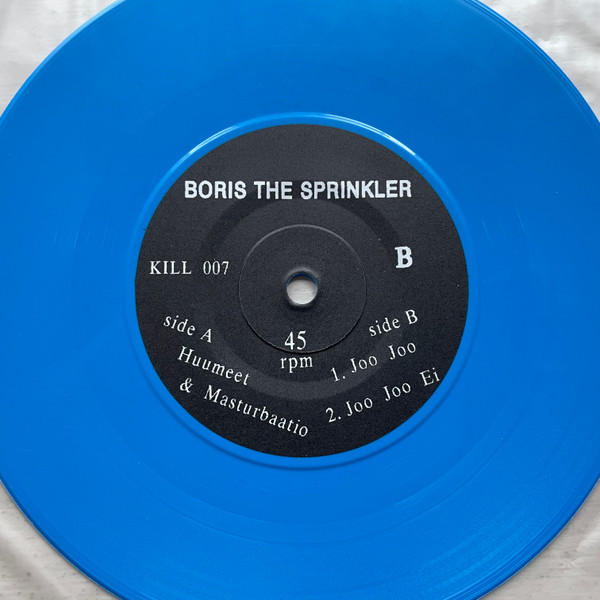 BORIS THE SPRINKLER
KILL 007
B
side A
Huumeet
& Masturbaatio
45
rpm
side B
1. Joo Joo
2. Joo Joo Ei